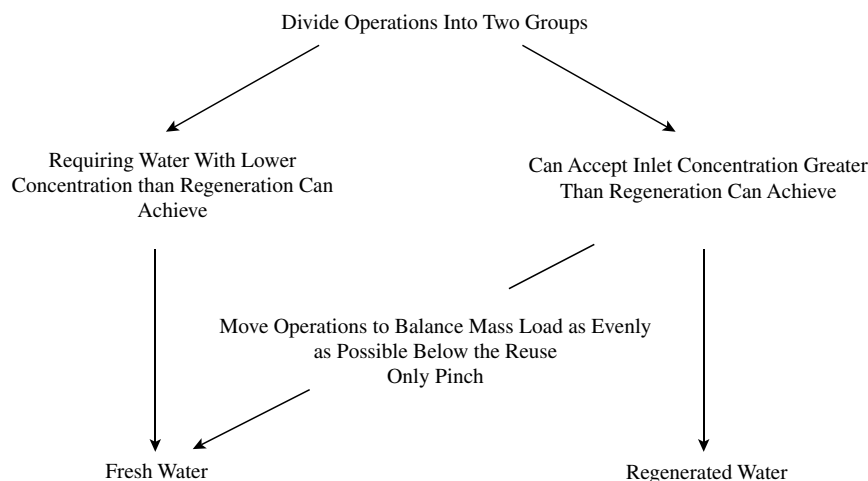 Divide Operations Into Two Groups
Requiring Water With Lower
Concentration than Regeneration Can
Achieve
Can Accept Inlet Concentration Greater
Than Regeneration Can Achieve
Move Operations to Balance Mass Load as Evenly
as Possible Below the Reuse
Only Pinch
Fresh Water
Regenerated Water